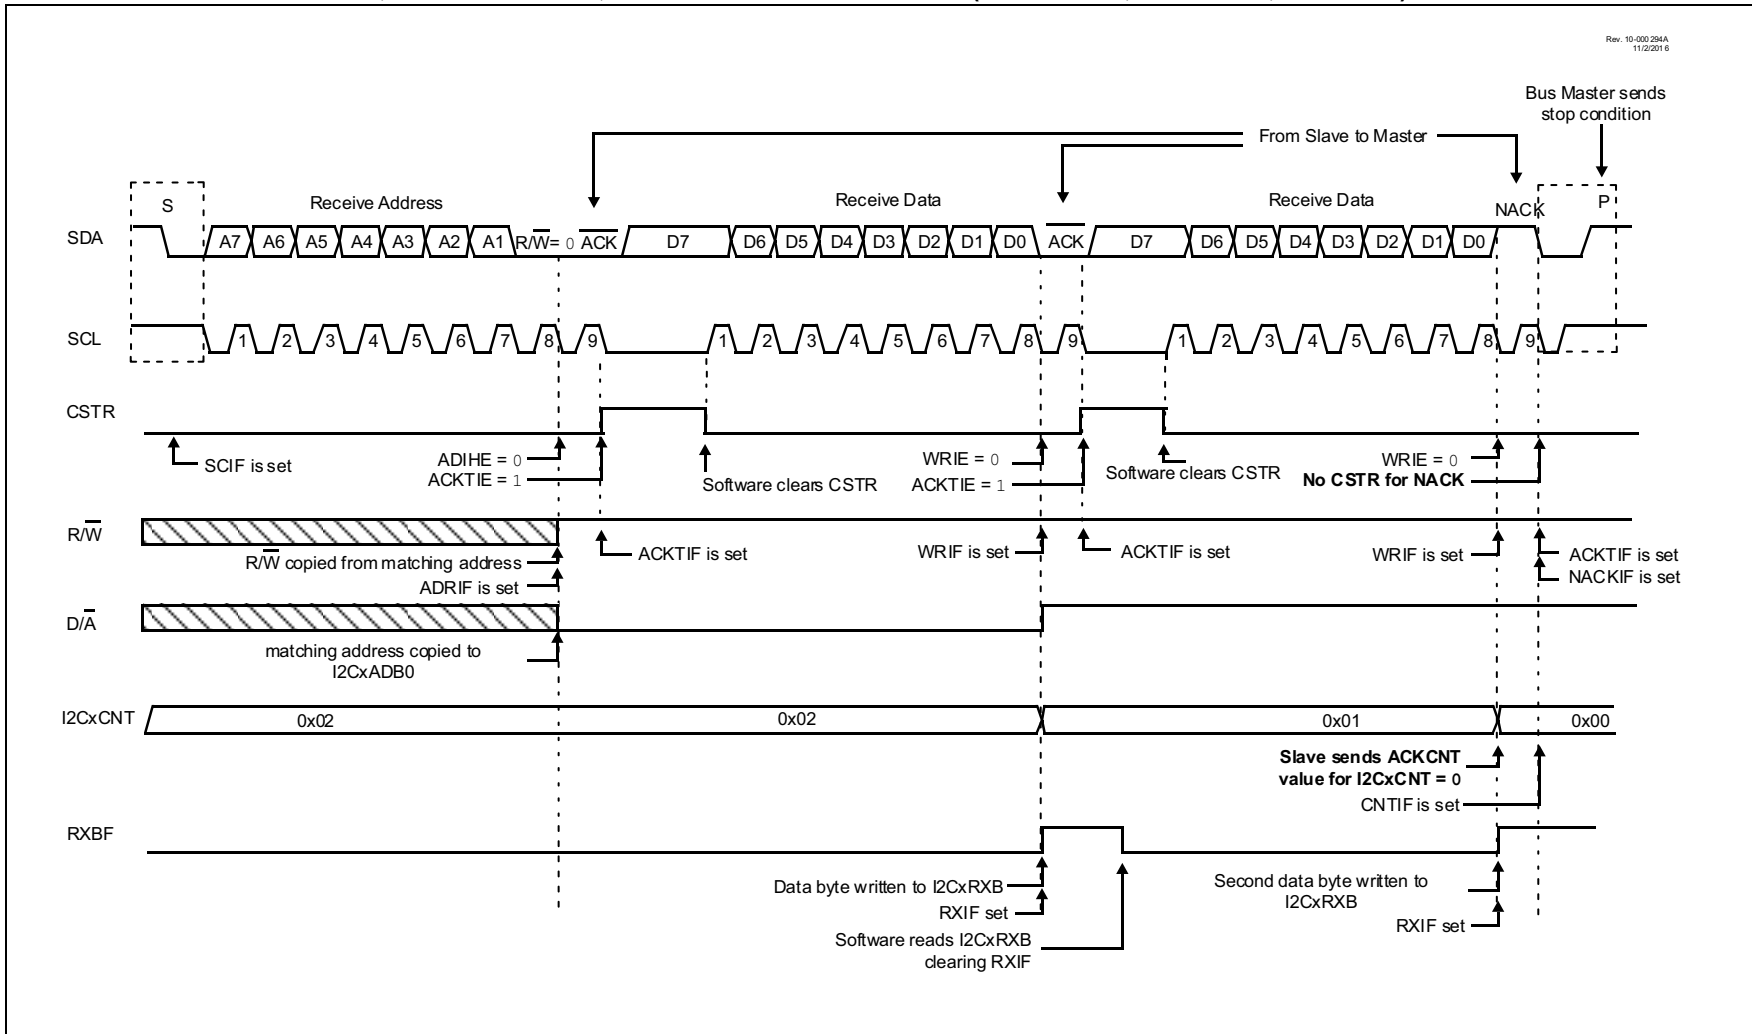 Rev. 10-000 294A
11/2/2016
Bus Master sends
stop condition
From Slave to Master
S
Receive Address
Receive Data
Receive Data
NACK
P
SDA
A7 A6 A5 A4 A3 A2 A1 R/W̅= 0 A̅C̅K̅ D7 D6 D5 D4 D3 D2 D1 D0 A̅C̅K̅ D7 D6 D5 D4 D3 D2 D1 D0
SCL
1 2 3 4 5 6 7 8 9 1 2 3 4 5 6 7 8 9 1 2 3 4 5 6 7 8 9
CSTR
SCIF is set
ADIHE = 0
ACKTIE = 1
Software clears CSTR
WRIE = 0
ACKTIE = 1
Software clears CSTR
WRIE = 0
No CSTR for NACK
R/W̅
R/W̅ copied from matching address
ADRIF is set
ACKTIF is set
WRIF is set
ACKTIF is set
WRIF is set
ACKTIF is set
NACKIF is set
D/A̅
matching address copied to
I2CxADB0
I2CxCNT
0x02
0x02
0x01
0x00
Slave sends ACKCNT
value for I2CxCNT = 0
CNTIF is set
RXBF
Data byte written to I2CxRXB
RXIF set
Software reads I2CxRXB
clearing RXIF
Second data byte written to
I2CxRXB
RXIF set